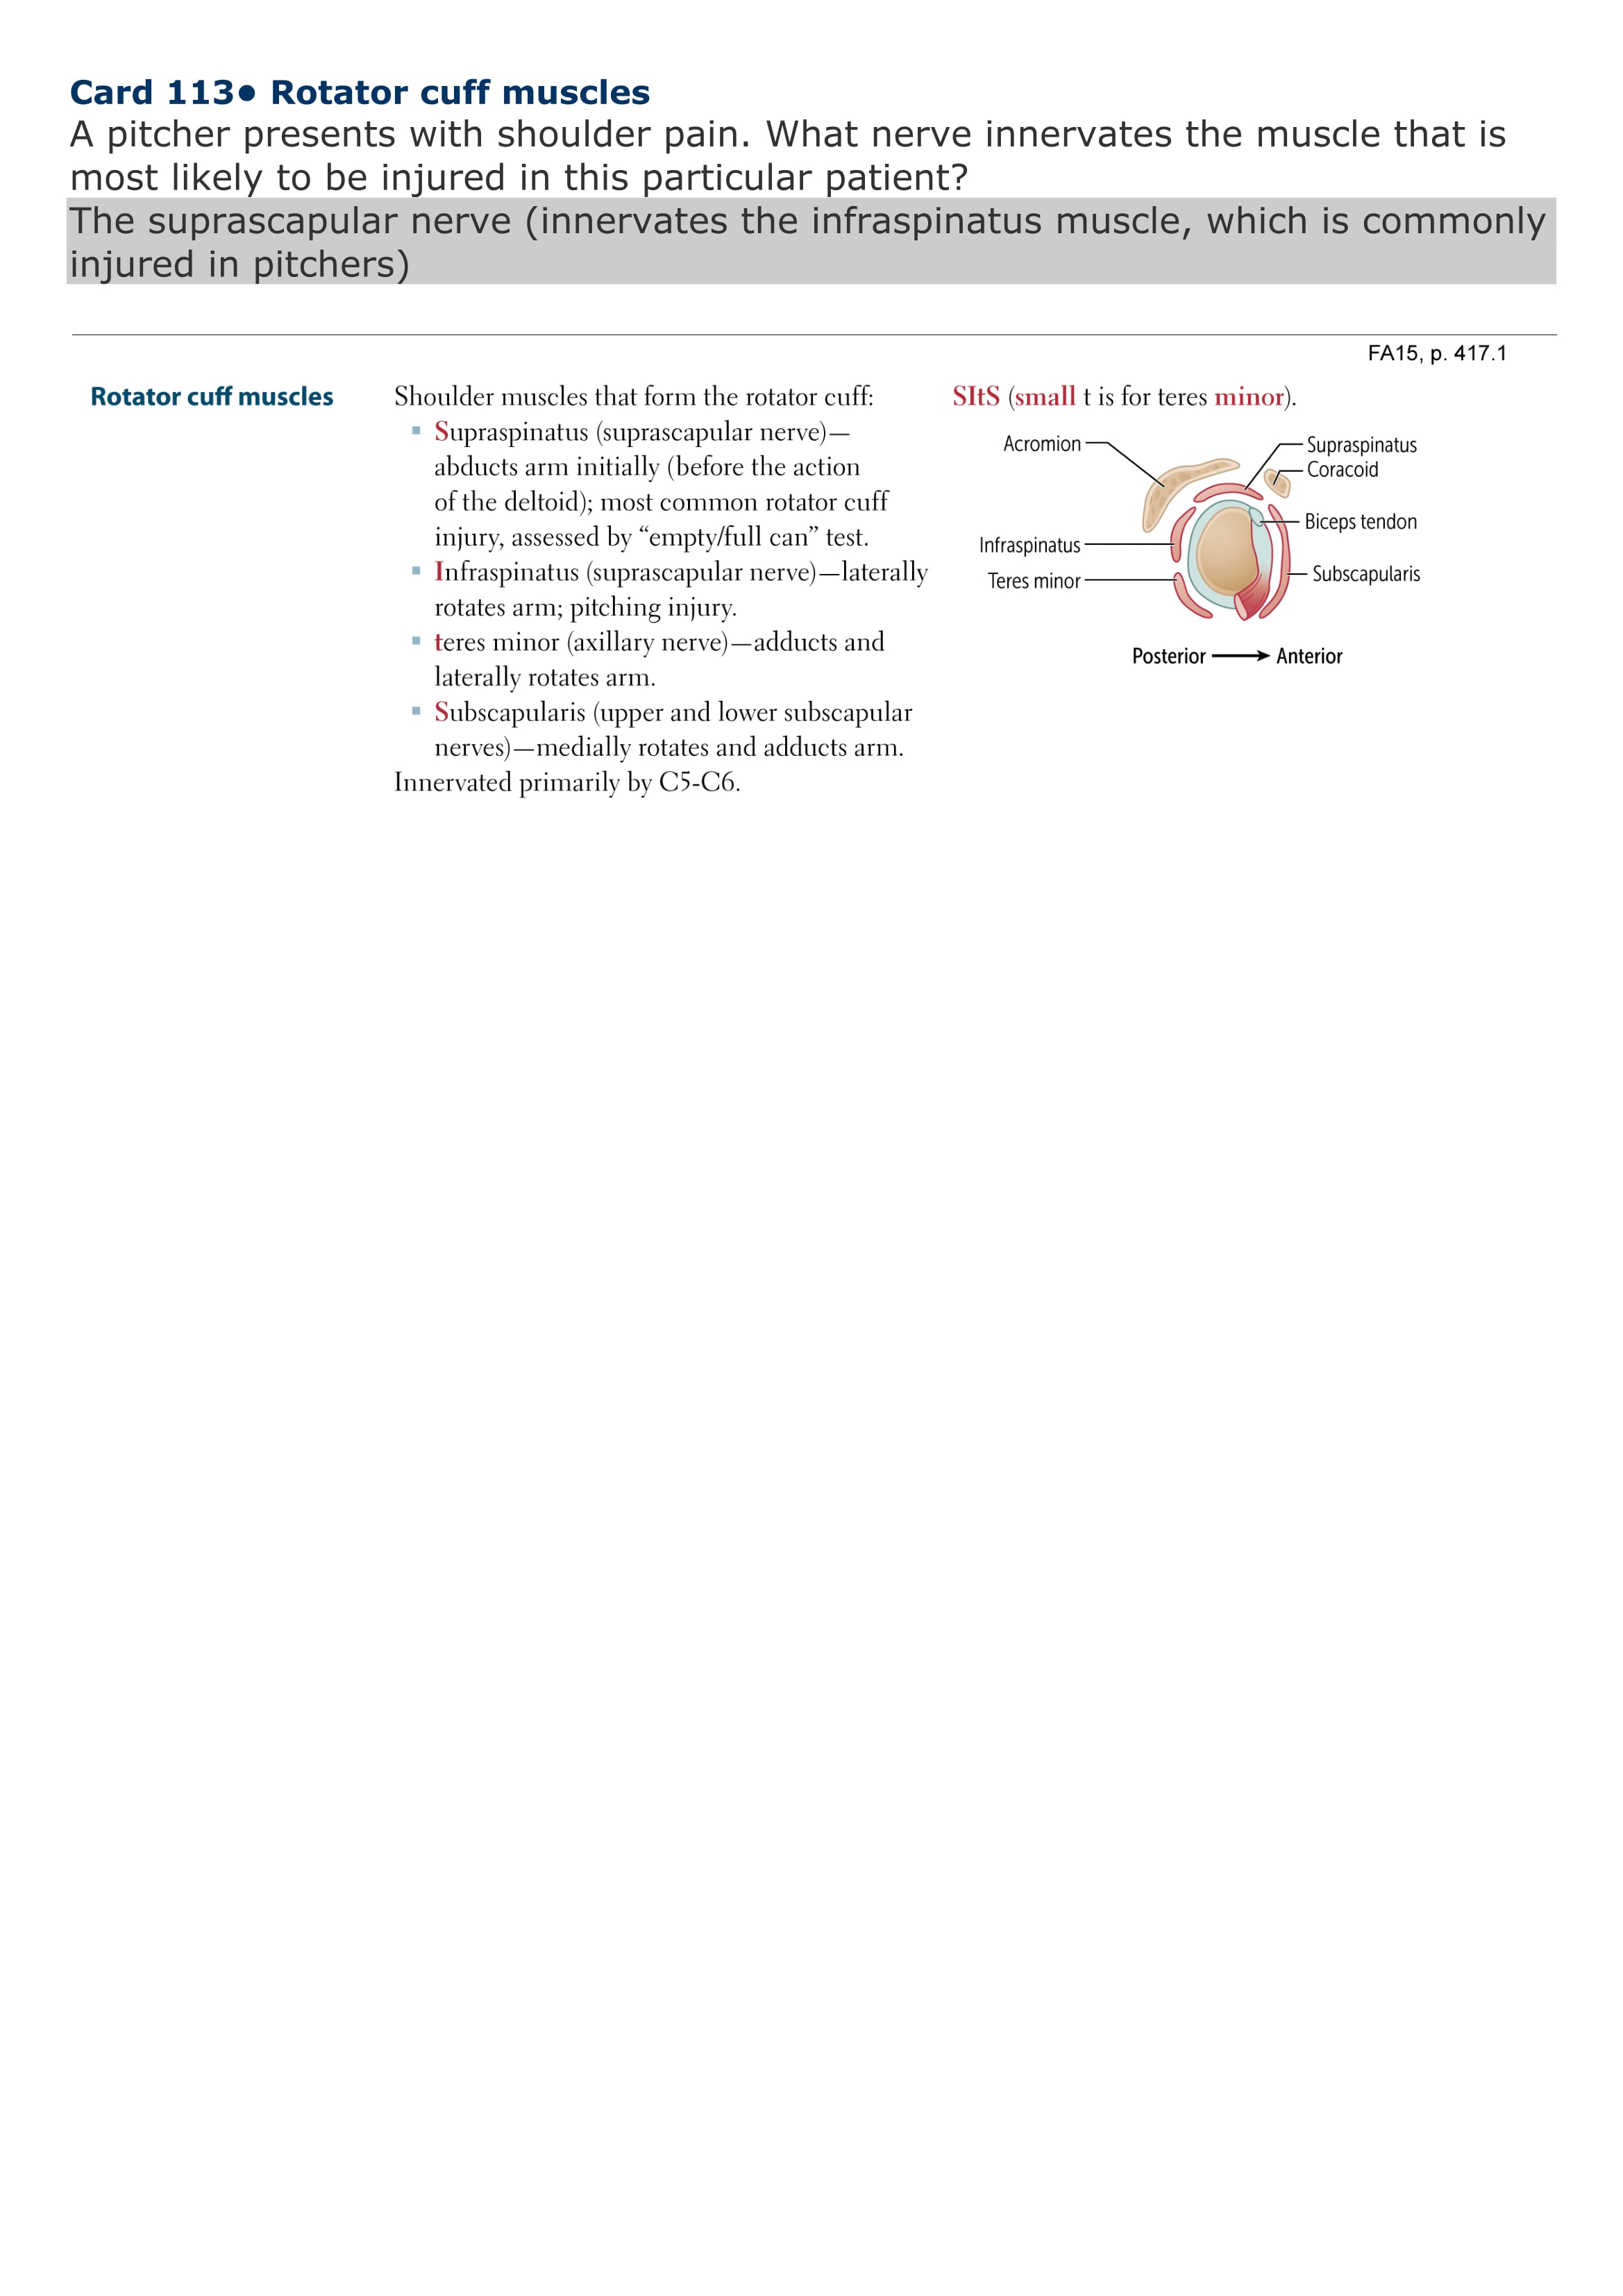 Card 113• Rotator cuff muscles
A pitcher presents with shoulder pain. What nerve innervates the muscle that is
most likely to be injured in this particular patient?
The suprascapular nerve (innervates the infraspinatus muscle, which is commonly
injured in pitchers)
FA15, p. 417.1
Rotator cuff muscles
Shoulder muscles that form the rotator cuff:
▪ Supraspinatus (suprascapular nerve)—
abducts arm initially (before the action
of the deltoid); most common rotator cuff
injury, assessed by “empty/full can” test.
▪ Infraspinatus (suprascapular nerve)—laterally
rotates arm; pitching injury.
▪ teres minor (axillary nerve)—adducts and
laterally rotates arm.
▪ Subscapularis (upper and lower subscapular
nerves)—medially rotates and adducts arm.
Innervated primarily by C5-C6.
SItS (small t is for teres minor).
Acromion
Supraspinatus
Coracoid
Biceps tendon
Infraspinatus
Teres minor
Subscapularis
Posterior → Anterior